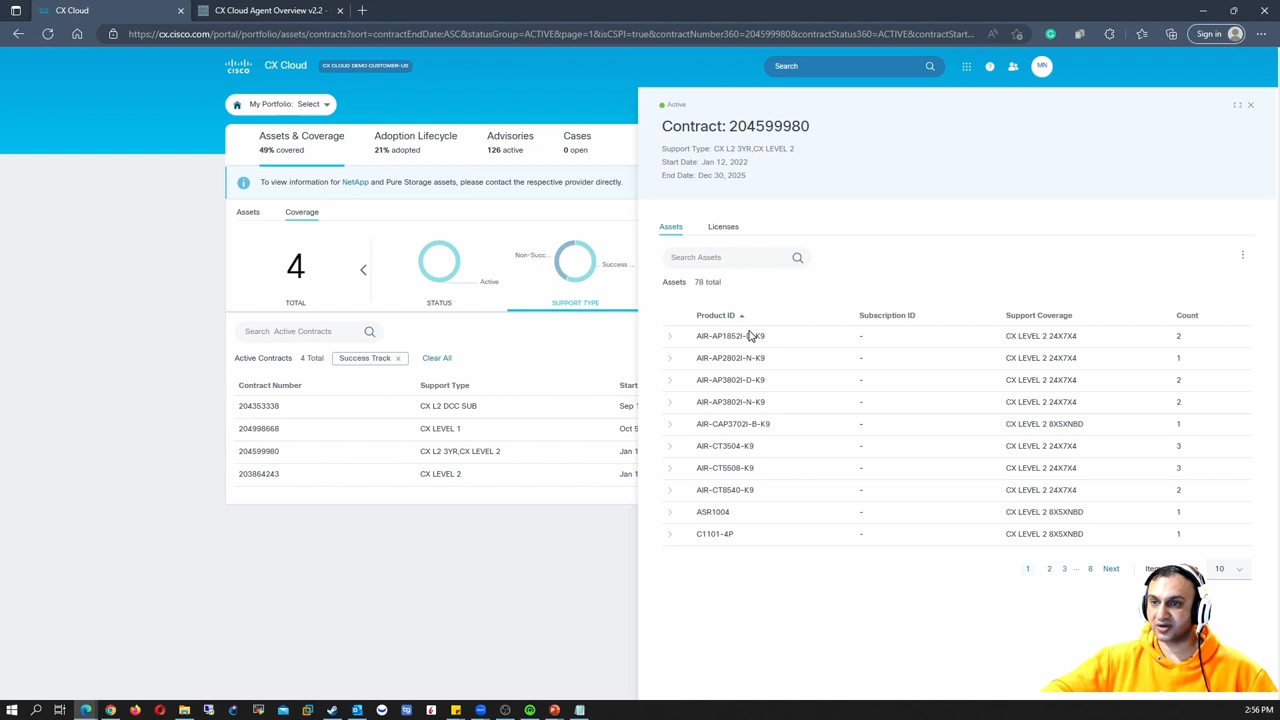 CX Cloud
CX Cloud Agent Overview v2.2 -
https://cx.cisco.com/portal/portfolio/assets/contracts?sort=contractEndDate:ASC&statusGroup=ACTIVE&page=1&isCSPI=true&contractNumber360=204599980&contractStatus360=ACTIVE&contractStart...
Sign in
CISCO
CX Cloud
CX CLOUD DEMO CUSTOMER-US
Search
MN
My Portfolio: Select
Assets & Coverage
49% covered
Adoption Lifecycle
21% adopted
Advisories
126 active
Cases
0 open
To view information for NetApp and Pure Storage assets, please contact the respective provider directly.
Assets
Coverage
4
TOTAL
Active
STATUS
Non-Succ...
Success ...
SUPPORT TYPE
Search Active Contracts
Active Contracts 4 Total Success Track Clear All
Contract Number Support Type Start
204353338 CX L2 DCC SUB Sep 1
204998668 CX LEVEL 1 Oct 5
204599980 CX L2 3YR,CX LEVEL 2 Jan 1
203864243 CX LEVEL 2 Jan 1
Active
Contract: 204599980
Support Type: CX L2 3YR,CX LEVEL 2
Start Date: Jan 12, 2022
End Date: Dec 30, 2025
Assets
Licenses
Search Assets
Assets 78 total
Product ID Subscription ID Support Coverage Count
- CX LEVEL 2 24X7X4 2
AIR-AP2802I-N-K9 - CX LEVEL 2 24X7X4 1
AIR-AP3802I-D-K9 - CX LEVEL 2 24X7X4 2
AIR-AP3802I-N-K9 - CX LEVEL 2 24X7X4 2
AIR-CAP3702I-B-K9 - CX LEVEL 2 8X5XNBD 1
AIR-CT3504-K9 - CX LEVEL 2 24X7X4 3
AIR-CT5508-K9 - CX LEVEL 2 24X7X4 3
AIR-CT8540-K9 - CX LEVEL 2 24X7X4 2
ASR1004 - CX LEVEL 2 8X5XNBD 1
C1101-4P - CX LEVEL 2 8X5XNBD 1
1 2 3 ... 8 Next 10
2:56 PM